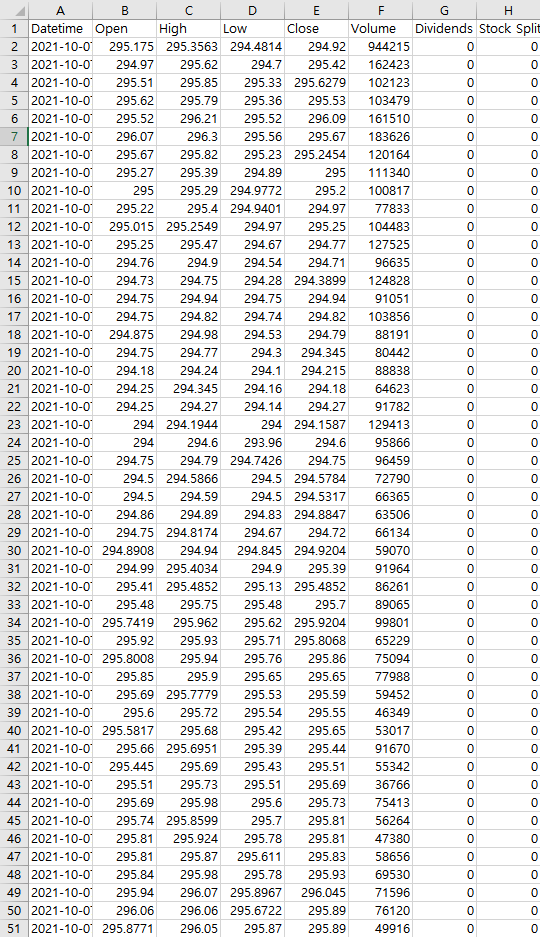 A B C D E F G H
1 Datetime Open High Low Close Volume Dividends Stock Split
2 2021-10-0 295.175 295.3563 294.4814 294.92 944215 0 0
3 2021-10-0 294.97 295.62 294.7 295.42 162423 0 0
4 2021-10-0 295.51 295.85 295.33 295.6279 102123 0 0
5 2021-10-0 295.62 295.79 295.36 295.53 103479 0 0
6 2021-10-0 295.52 296.21 295.52 296.09 161510 0 0
7 2021-10-0 296.07 296.3 295.56 295.67 183626 0 0
8 2021-10-0 295.67 295.82 295.23 295.2454 120164 0 0
9 2021-10-0 295.27 295.39 294.89 295 111340 0 0
10 2021-10-0 295 295.29 294.9772 295.2 100817 0 0
11 2021-10-0 295.22 295.4 294.9401 294.97 77833 0 0
12 2021-10-0 295.015 295.2549 294.97 295.25 104483 0 0
13 2021-10-0 295.25 295.47 294.67 294.77 127525 0 0
14 2021-10-0 294.76 294.9 294.54 294.71 96635 0 0
15 2021-10-0 294.73 294.75 294.28 294.3899 124828 0 0
16 2021-10-0 294.75 294.94 294.75 294.94 91051 0 0
17 2021-10-0 294.75 294.82 294.74 294.82 103856 0 0
18 2021-10-0 294.875 294.98 294.53 294.79 88191 0 0
19 2021-10-0 294.75 294.77 294.3 294.345 80442 0 0
20 2021-10-0 294.18 294.24 294.1 294.215 88838 0 0
21 2021-10-0 294.25 294.345 294.16 294.18 64623 0 0
22 2021-10-0 294.25 294.27 294.14 294.27 91782 0 0
23 2021-10-0 294 294.1944 294 294.1587 129413 0 0
24 2021-10-0 294 294.6 293.96 294.6 95866 0 0
25 2021-10-0 294.75 294.79 294.7426 294.75 96459 0 0
26 2021-10-0 294.5 294.5866 294.5 294.5784 72790 0 0
27 2021-10-0 294.5 294.59 294.5 294.5317 66365 0 0
28 2021-10-0 294.86 294.89 294.83 294.8847 63506 0 0
29 2021-10-0 294.75 294.8174 294.67 294.72 66134 0 0
30 2021-10-0 294.8908 294.94 294.845 294.9204 59070 0 0
31 2021-10-0 294.99 295.4034 294.9 295.39 91964 0 0
32 2021-10-0 295.41 295.4852 295.13 295.4852 86261 0 0
33 2021-10-0 295.48 295.75 295.48 295.7 89065 0 0
34 2021-10-0 295.7419 295.962 295.62 295.9204 99801 0 0
35 2021-10-0 295.92 295.93 295.71 295.8068 65229 0 0
36 2021-10-0 295.8008 295.94 295.76 295.86 75094 0 0
37 2021-10-0 295.85 295.9 295.65 295.65 77988 0 0
38 2021-10-0 295.69 295.7779 295.53 295.59 59452 0 0
39 2021-10-0 295.6 295.72 295.54 295.55 46349 0 0
40 2021-10-0 295.5817 295.68 295.42 295.65 53017 0 0
41 2021-10-0 295.66 295.6951 295.39 295.44 91670 0 0
42 2021-10-0 295.445 295.69 295.43 295.51 55342 0 0
43 2021-10-0 295.51 295.73 295.51 295.69 36766 0 0
44 2021-10-0 295.69 295.98 295.6 295.73 75413 0 0
45 2021-10-0 295.74 295.8599 295.7 295.81 56264 0 0
46 2021-10-0 295.81 295.924 295.78 295.81 47380 0 0
47 2021-10-0 295.81 295.87 295.611 295.83 58656 0 0
48 2021-10-0 295.84 295.98 295.78 295.93 69530 0 0
49 2021-10-0 295.94 296.07 295.8967 296.045 71596 0 0
50 2021-10-0 296.06 296.06 295.6722 295.89 76120 0 0
51 2021-10-0 295.8771 296.05 295.87 295.89 49916 0 0